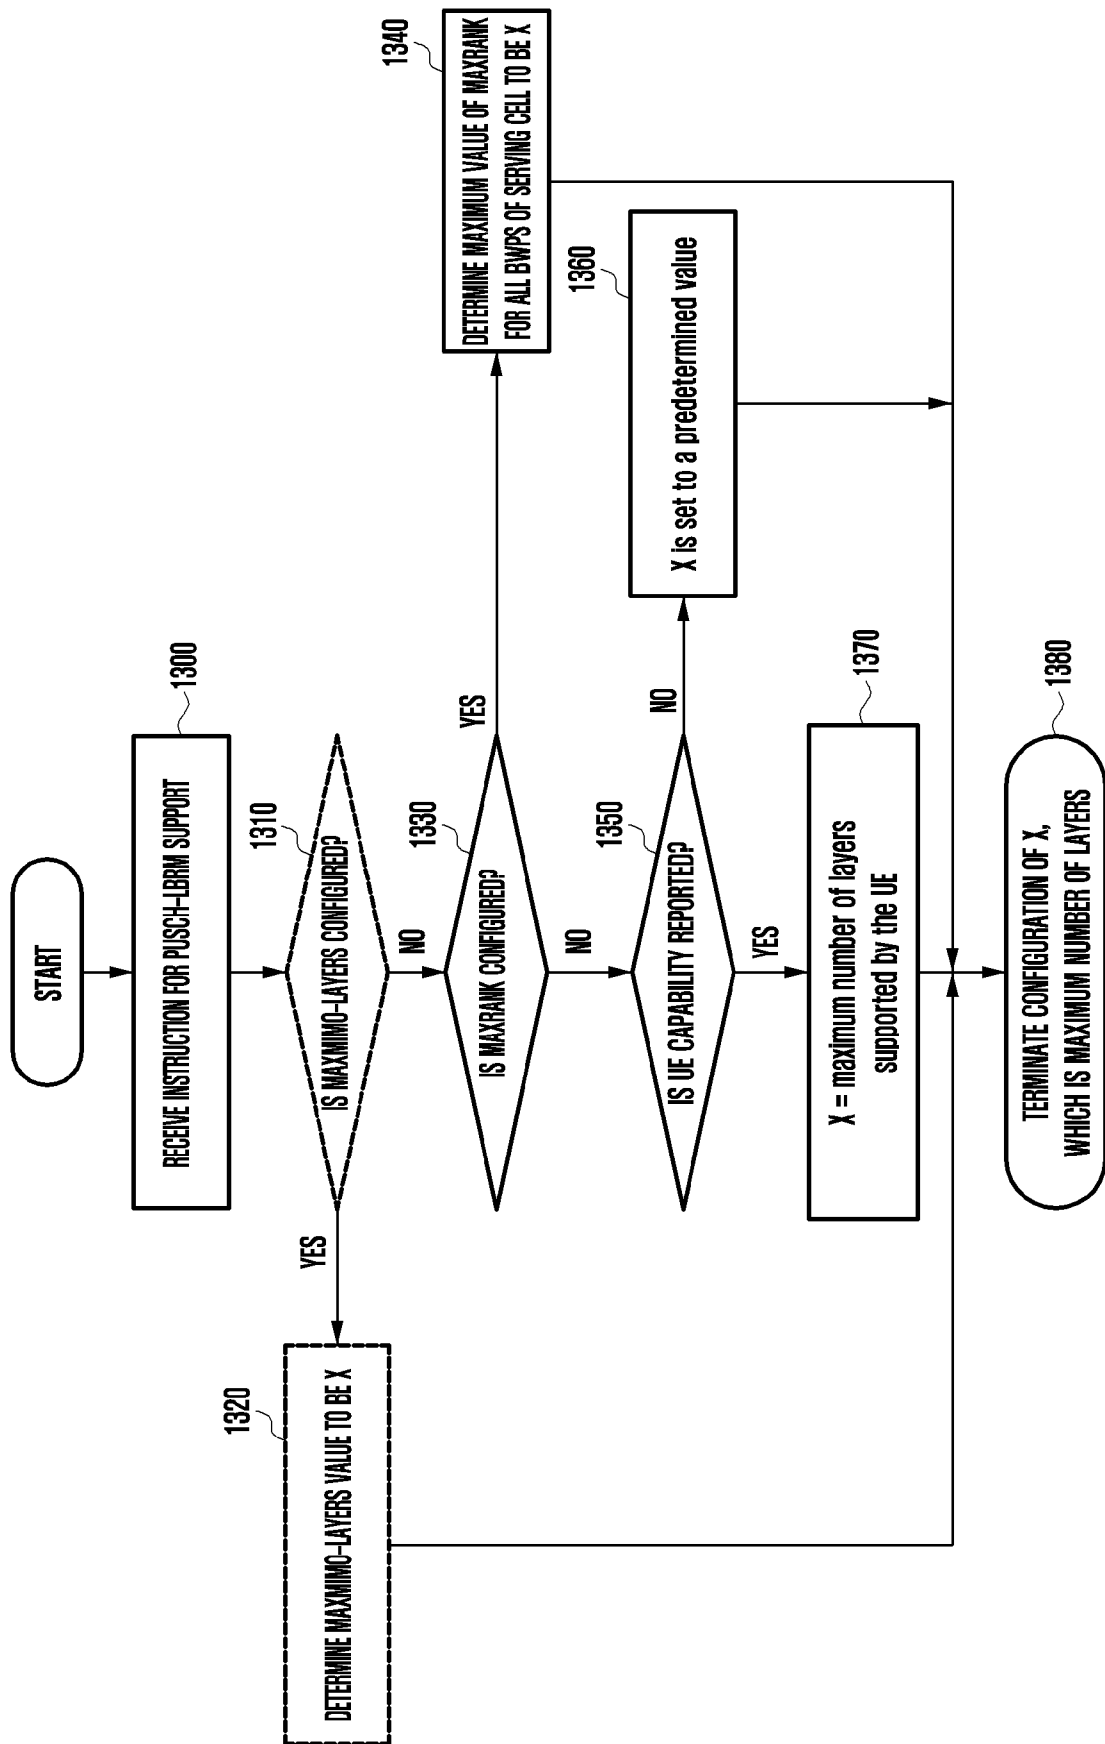 START
1300
RECEIVE INSTRUCTION FOR PUSCH-LBRM SUPPORT
1310
IS MAXMIMO-LAYERS CONFIGURED?
YES
NO
1320
DETERMINE MAXMIMO-LAYERS VALUE TO BE X
1330
IS MAXRANK CONFIGURED?
YES
NO
1340
DETERMINE MAXIMUM VALUE OF MAXRANK
FOR ALL BWPS OF SERVING CELL TO BE X
1350
IS UE CAPABILITY REPORTED?
NO
YES
1360
X is set to a predetermined value
1370
X = maximum number of layers
supported by the UE
1380
TERMINATE CONFIGURATION OF X,
WHICH IS MAXIMUM NUMBER OF LAYERS